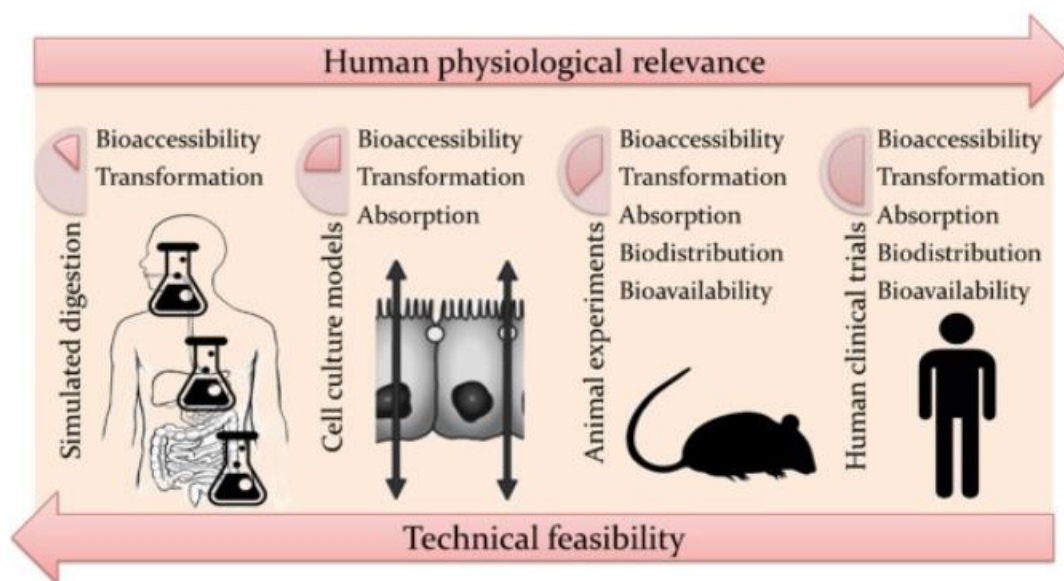 Human physiological relevance
Simulated digestion
Bioaccessibility
Transformation
Cell culture models
Bioaccessibility
Transformation
Absorption
Animal experiments
Bioaccessibility
Transformation
Absorption
Biodistribution
Bioavailability
Human clinical trials
Bioaccessibility
Transformation
Absorption
Biodistribution
Bioavailability
Technical feasibility